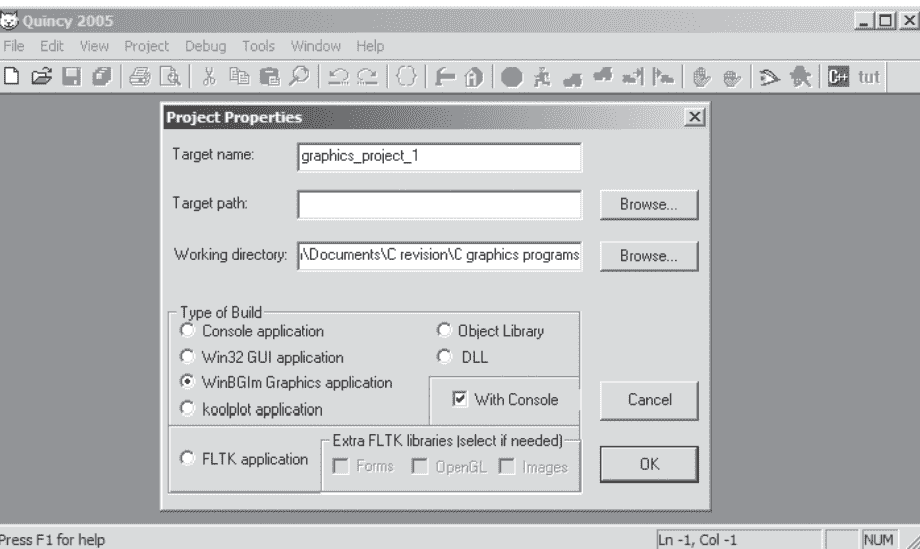 Quincy 2005
File Edit View Project Debug Tools Window Help
C++ tut
Project Properties
Target name: graphics_project_1
Target path: Browse...
Working directory: \Documents\C revision\C graphics programs Browse...
Type of Build
Console application Object Library
Win32 GUI application DLL
WinBGIm Graphics application
With Console Cancel
koolplot application
Extra FLTK libraries (select if needed)
FLTK application Forms OpenGL Images OK
Press F1 for help Ln -1, Col -1 NUM